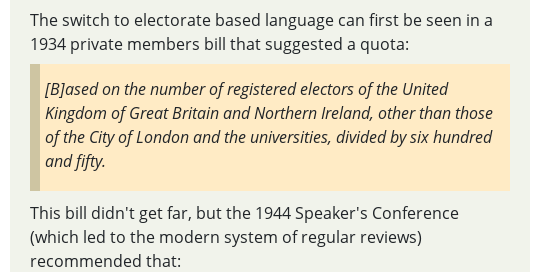 The switch to electorate based language can first be seen in a
1934 private members bill that suggested a quota:
[B]ased on the number of registered electors of the United
Kingdom of Great Britain and Northern Ireland, other than those
of the City of London and the universities, divided by six hundred
and fifty.
This bill didn't get far, but the 1944 Speaker's Conference
(which led to the modern system of regular reviews)
recommended that: